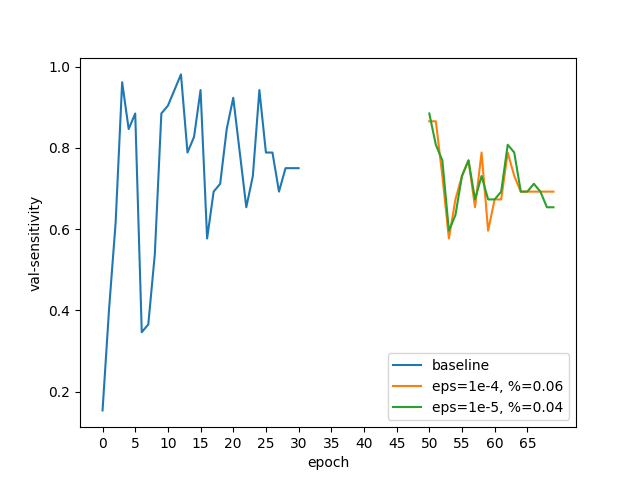 1.0
0.8
0.6
0.4
0.2
val-sensitivity
baseline
eps=1e-4, %=0.06
eps=1e-5, %=0.04
0 5 10 15 20 25 30 35 40 45 50 55 60 65
epoch